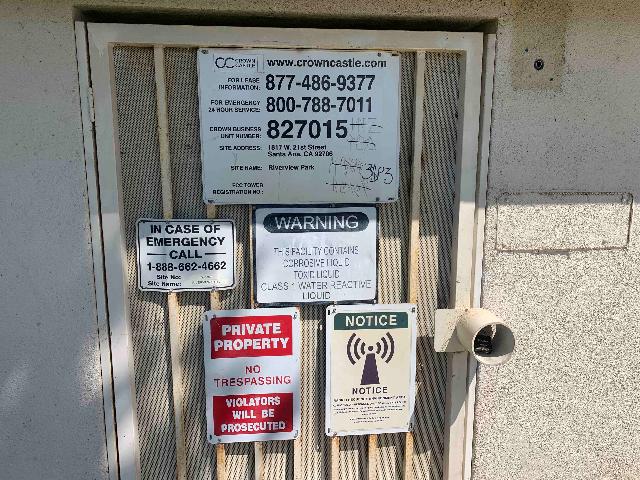 CC CROWN CASTLE www.crowncastle.com
FOR LEASE INFORMATION: 877-486-9377
FOR EMERGENCY 24 HOUR SERVICE: 800-788-7011
CROWN BUSINESS UNIT NUMBER: 827015
SITE ADDRESS: 1817 W. 21st Street
Santa Ana, CA 92706
SITE NAME: Riverview Park
FCC TOWER
REGISTRATION NO.:
IN CASE OF
EMERGENCY
CALL
1-888-662-4662
Site No:
Site Name:
WARNING
THIS FACILITY CONTAINS
CORROSIVE LIQUID
TOXIC LIQUID
CLASS 1 WATER REACTIVE
LIQUID
PRIVATE
PROPERTY
NO
TRESPASSING
VIOLATORS
WILL BE
PROSECUTED
NOTICE
NOTICE